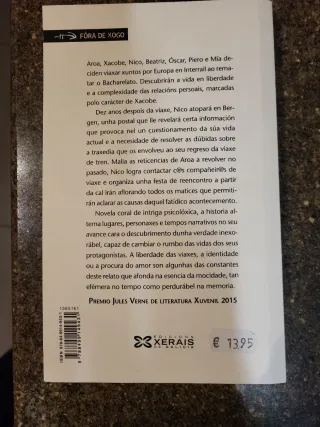 FÓRA DE XOGO
Aroa, Xacobe, Nico, Beatriz, Óscar, Piero e Mía de-
ciden viaxar xuntos por Europa en Interrail ao rema-
tar o Bacharelato. Descubrirán a vida en liberdade
e a complexidade das relacións persoais, marcadas
polo carácter de Xacobe.
Dez anos despois da viaxe, Nico atopará en Ber-
gen, unha postal que lle revelará certa información
que provoca nel un cuestionamento da súa vida
actual e a necesidade de resolver as dúbidas sobre
a traxedia que os envolveu ao seu regreso da viaxe
de tren. Malia as reticencias de Aroa a revolver no
pasado, Nico logra contactar c@s compañeir@s de
viaxe e organiza unha festa de reencontro a partir
da cal irán aflorando todos os matices que permiti-
rán aclarar as causas daquel fatídico acontecemento.
Novela coral de intriga psicolóxica, a historia al-
terna lugares, personaxes e tempos narrativos no seu
avance cara o descubrimento dunha verdade inexo-
rábel, capaz de cambiar o rumbo das vidas dos seus
protagonistas. A liberdade das viaxes, a identidade
ou a procura do amor son algunhas das constantes
deste relato que afonda na esencia da mocidade, tan
efémera no tempo como perdurábel na memoria.
PREMIO JULES VERNE DE LITERATURA XUVENIL 2015
EDICIÓNS
XERAIS
DE GALICIA
€ 13,95